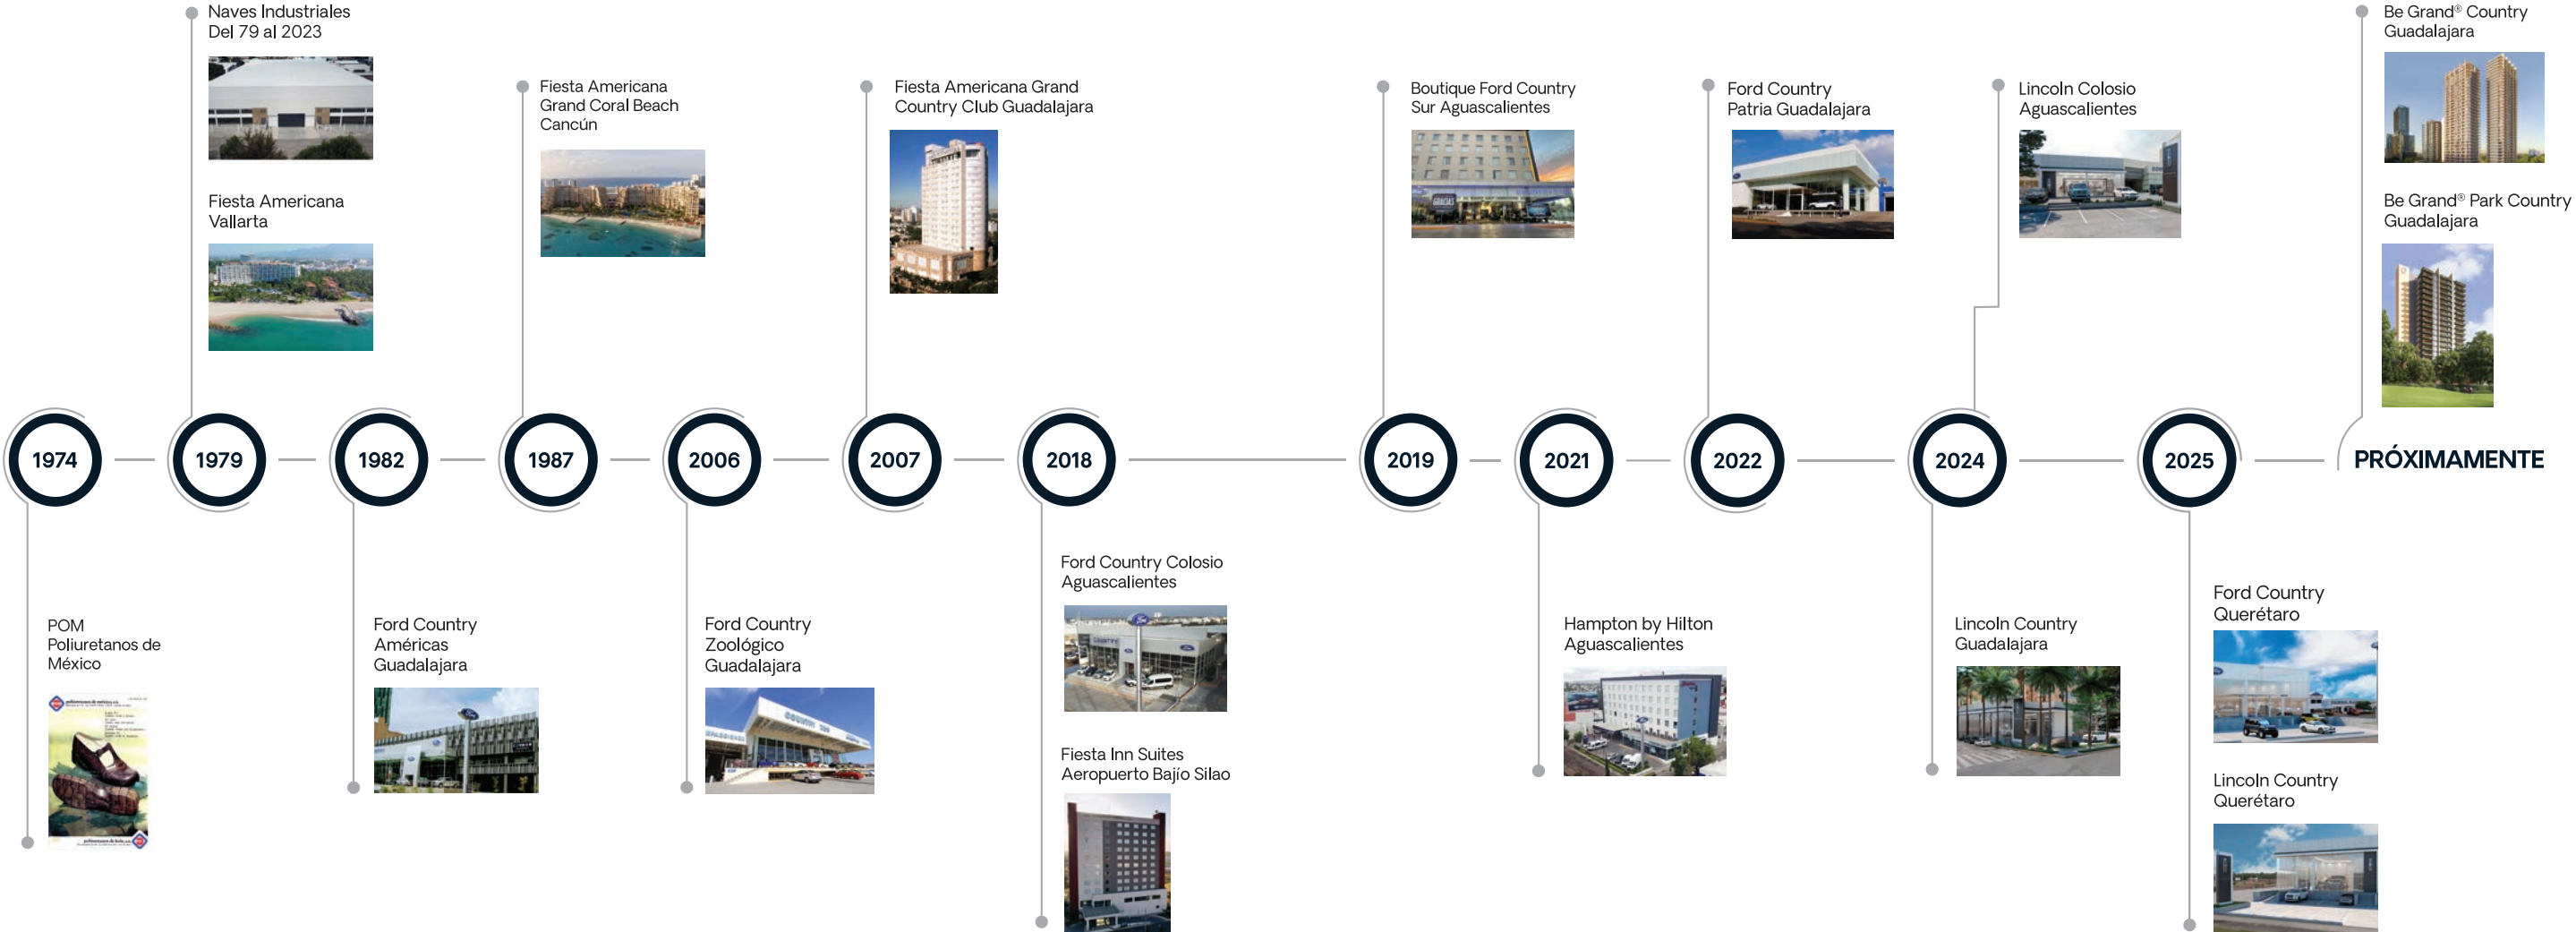 Naves Industriales
Del 79 al 2023
Fiesta Americana
Vallarta
Fiesta Americana
Grand Coral Beach
Cancún
Fiesta Americana Grand
Country Club Guadalajara
Boutique Ford Country
Sur Aguascalientes
GRACIAS
Ford Country
Patria Guadalajara
Lincoln Colosio
Aguascalientes
Be Grand® Country
Guadalajara
Be Grand® Park Country
Guadalajara
1974
1979
1982
1987
2006
2007
2018
2019
2021
2022
2024
2025
PRÓXIMAMENTE
POM
Poliuretanos de
México
Ford Country
Américas
Guadalajara
Ford Country
Zoológico
Guadalajara
Ford Country Colosio
Aguascalientes
Fiesta Inn Suites
Aeropuerto Bajío Silao
Hampton by Hilton
Aguascalientes
Lincoln Country
Guadalajara
Ford Country
Querétaro
Lincoln Country
Querétaro